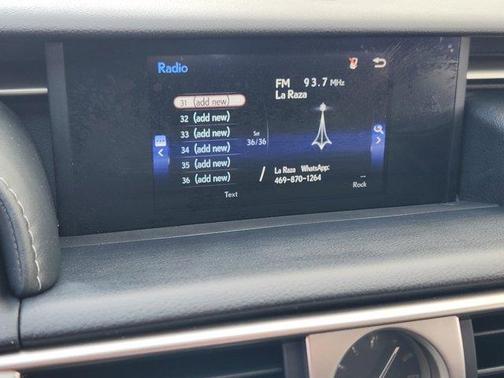 Radio
FM 93.7 MHz
La Raza
31 (add new)
32 (add new)
33 (add new)
34 (add new)
35 (add new)
36 (add new)
36/36
La Raza WhatsApp:
469-870-1264
Text
Rock